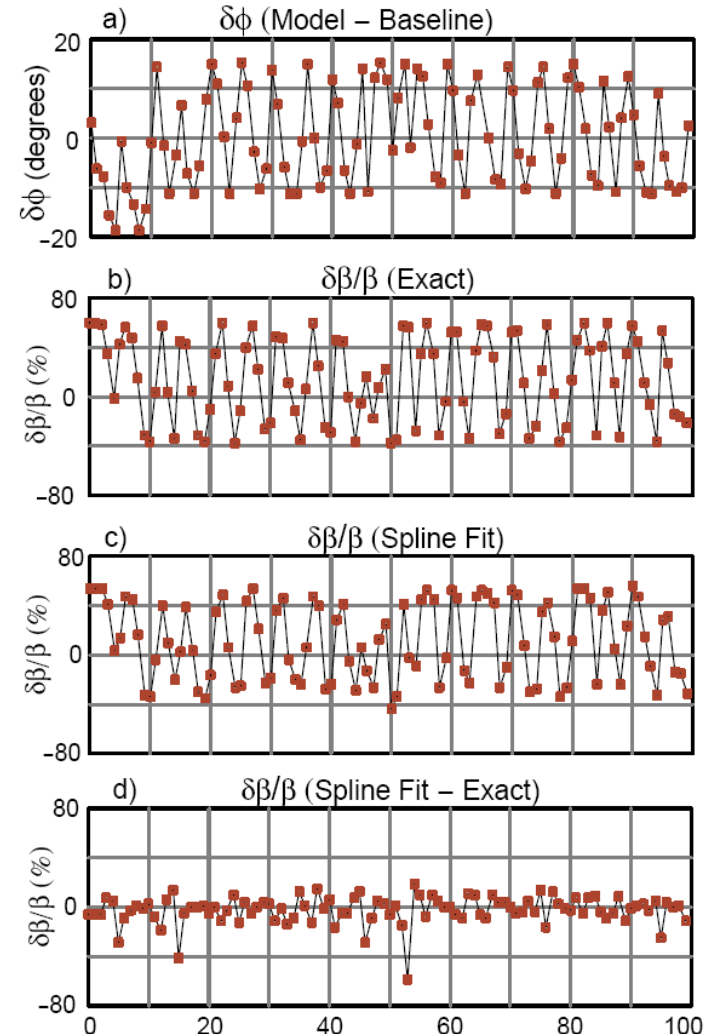 a) δϕ (Model – Baseline)
20
0
–20
δϕ (degrees)
b) δβ/β (Exact)
80
0
–80
δβ/β (%)
c) δβ/β (Spline Fit)
80
0
–80
δβ/β (%)
d) δβ/β (Spline Fit – Exact)
80
0
–80
δβ/β (%)
0 20 40 60 80 100